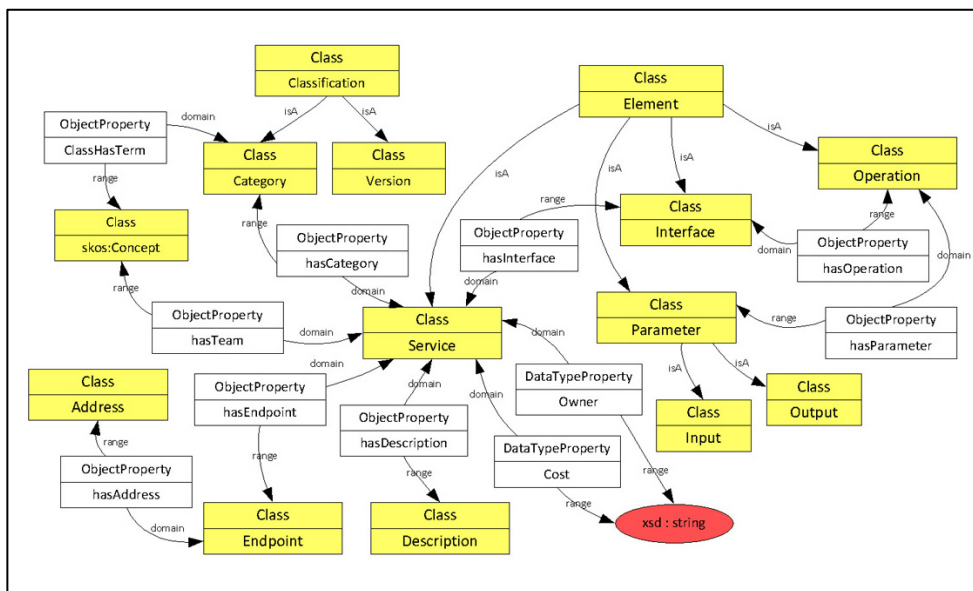 Class
Classification
Class
Element
isA
isA
ObjectProperty
ClassHasTerm
domain
range
Class
Category
Class
Version
isA
isA
isA
isA
Class
Operation
Class
skos:Concept
range
ObjectProperty
hasCategory
domain
range
ObjectProperty
hasInterface
domain
range
Class
Interface
domain
range
ObjectProperty
hasOperation
domain
range
ObjectProperty
hasTeam
domain
Class
Service
Class
Parameter
range
ObjectProperty
hasParameter
domain
domain
domain
domain
Class
Address
ObjectProperty
hasEndpoint
ObjectProperty
hasDescription
DataTypeProperty
Owner
isA
isA
Class
Input
Class
Output
range
ObjectProperty
hasAddress
domain
range
range
DataTypeProperty
Cost
range
range
Class
Endpoint
Class
Description
xsd : string